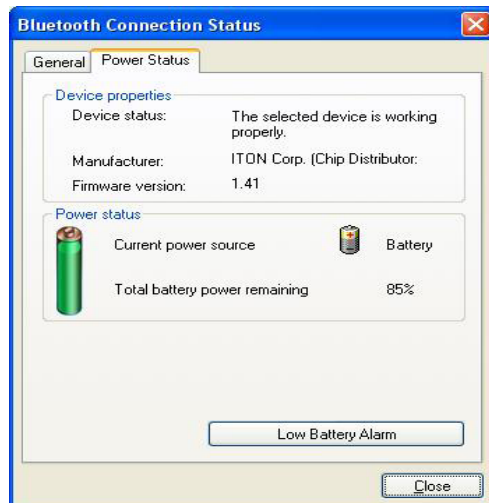 Bluetooth Connection Status
General
Power Status
Device properties
Device status: The selected device is working
properly.
Manufacturer: ITON Corp. (Chip Distributor:
Firmware version: 1.41
Power status
Current power source Battery
Total battery power remaining 85%
Low Battery Alarm
Close